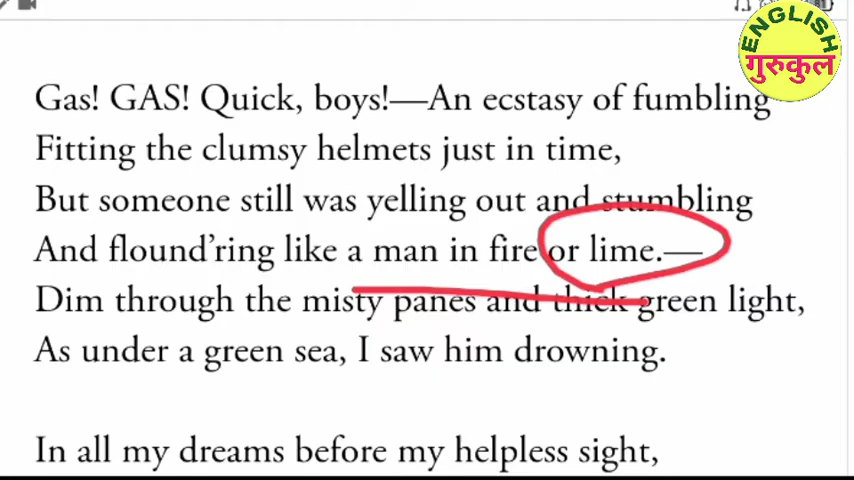 ENGLISH
गुरुकुल
Gas! GAS! Quick, boys!—An ecstasy of fumbling
Fitting the clumsy helmets just in time,
But someone still was yelling out and stumbling
And flound’ring like a man in fire or lime.—
Dim through the misty panes and thick green light,
As under a green sea, I saw him drowning.
In all my dreams before my helpless sight,